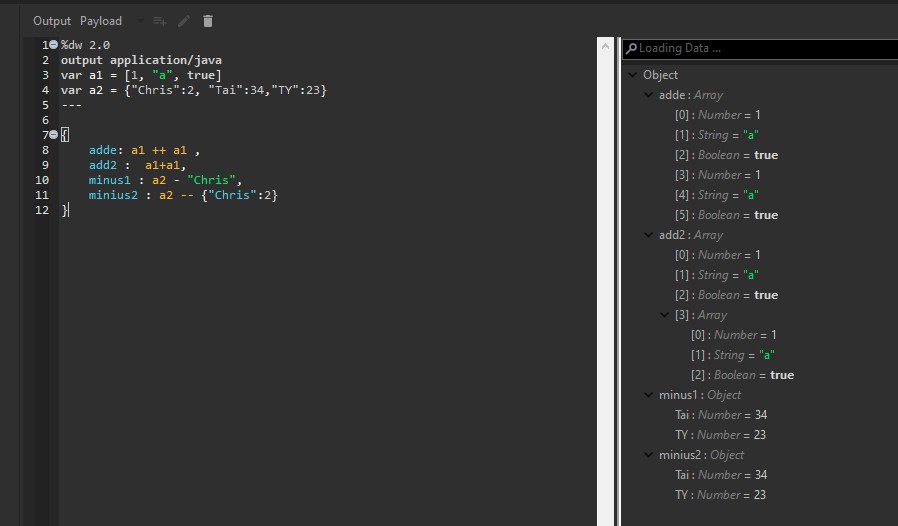 Output Payload
1 %dw 2.0
2 output application/java
3 var a1 = [1, "a", true]
4 var a2 = {"Chris":2, "Tai":34,"TY":23}
5 ---
6
7 {
8 adde: a1 ++ a1 ,
9 add2 : a1+a1,
10 minus1 : a2 - "Chris",
11 minius2 : a2 -- {"Chris":2}
12 }
Loading Data ...
Object
adde : Array
[0] : Number = 1
[1] : String = "a"
[2] : Boolean = true
[3] : Number = 1
[4] : String = "a"
[5] : Boolean = true
add2 : Array
[0] : Number = 1
[1] : String = "a"
[2] : Boolean = true
[3] : Array
[0] : Number = 1
[1] : String = "a"
[2] : Boolean = true
minus1 : Object
Tai : Number = 34
TY : Number = 23
minius2 : Object
Tai : Number = 34
TY : Number = 23